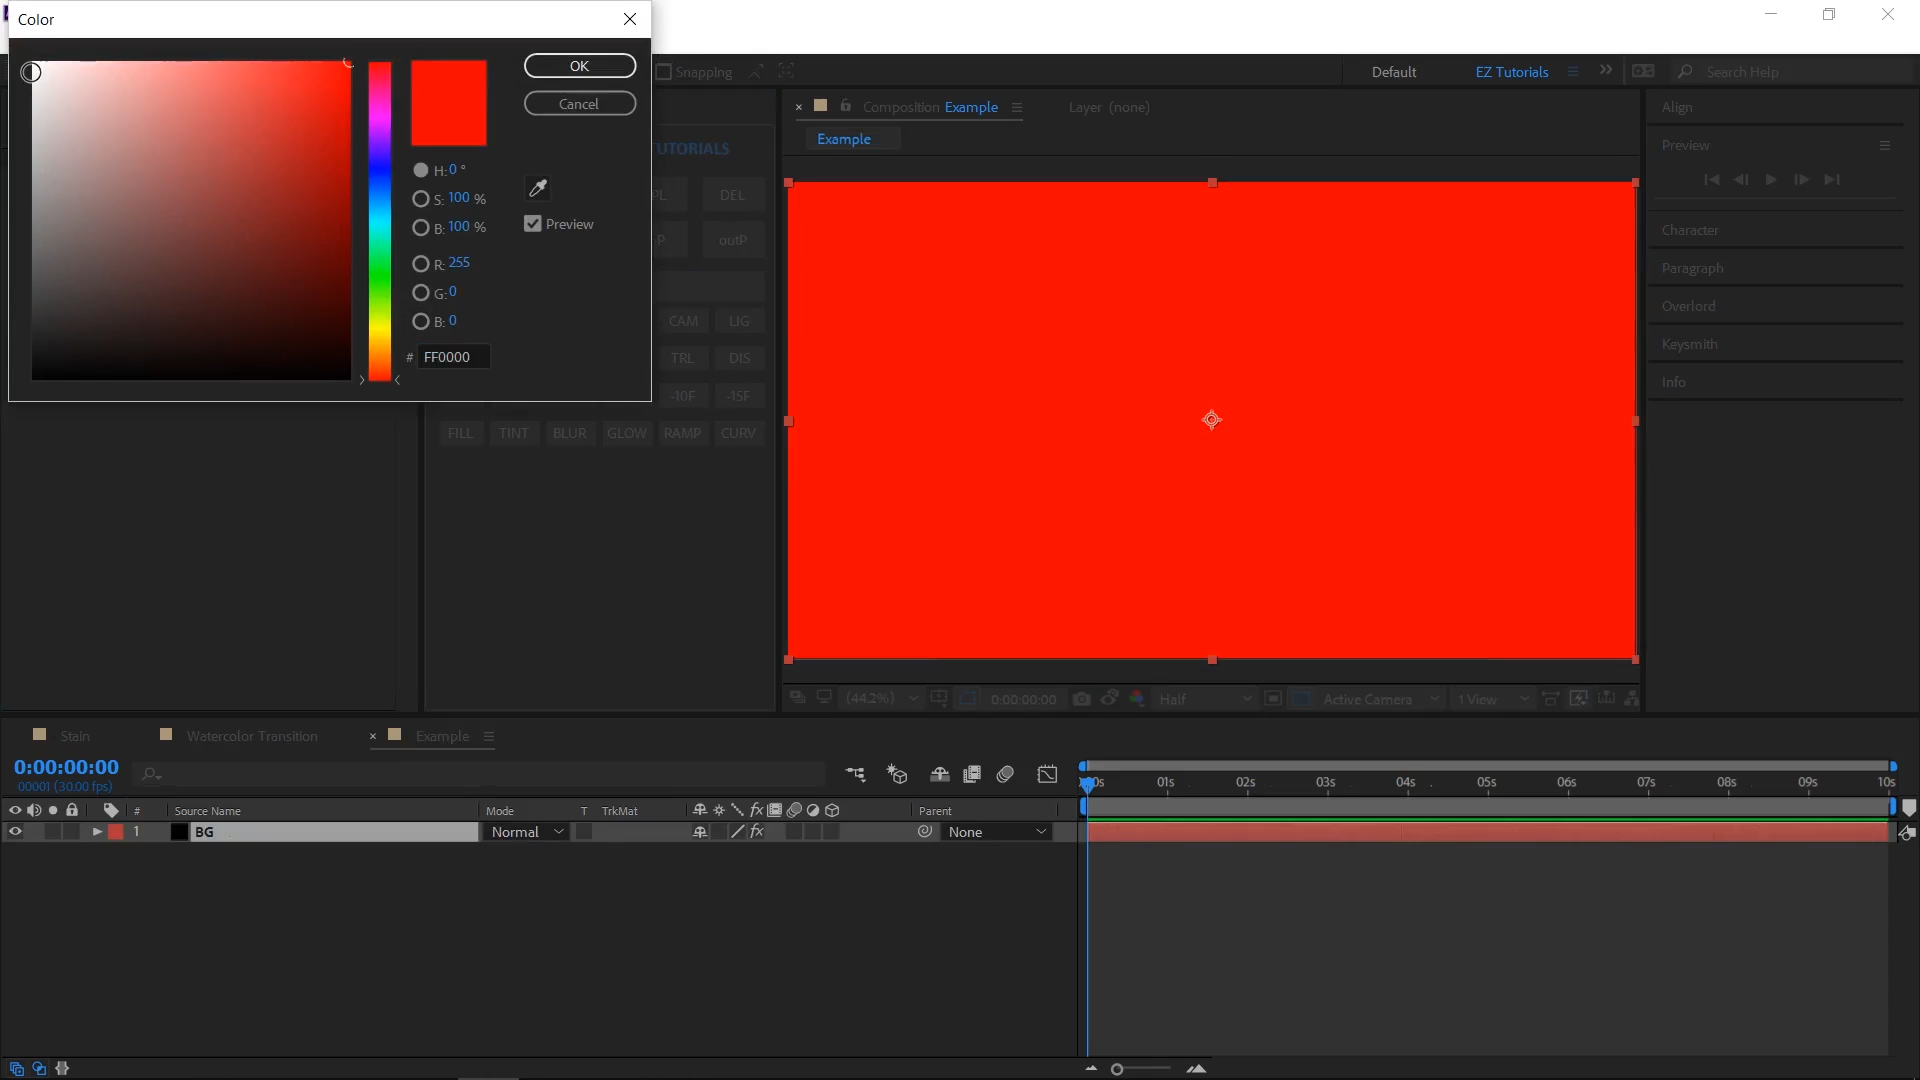 Color
OK
Cancel
H: 0 °
S: 100 %
B: 100 %
Preview
R: 255
G: 0
B: 0
# FF0000
Snapping
Default
EZ Tutorials
Search Help
Composition Example
Layer (none)
Example
UTORIALS
PL
DEL
P
outP
CAM
LIG
TRL
DIS
-10F
-15F
FILL
TINT
BLUR
GLOW
RAMP
CURV
(44.2%)
0:00:00:00
Half
Active Camera
1 View
Align
Preview
Character
Paragraph
Overlord
Keysmith
Info
Stain
Watercolor Transition
Example
0:00:00:00
00001 (30.00 fps)
# Source Name
Mode
T TrkMat
fx
Parent
1 BG
Normal
fx
None
01s 02s 03s 04s 05s 06s 07s 08s 09s 10s